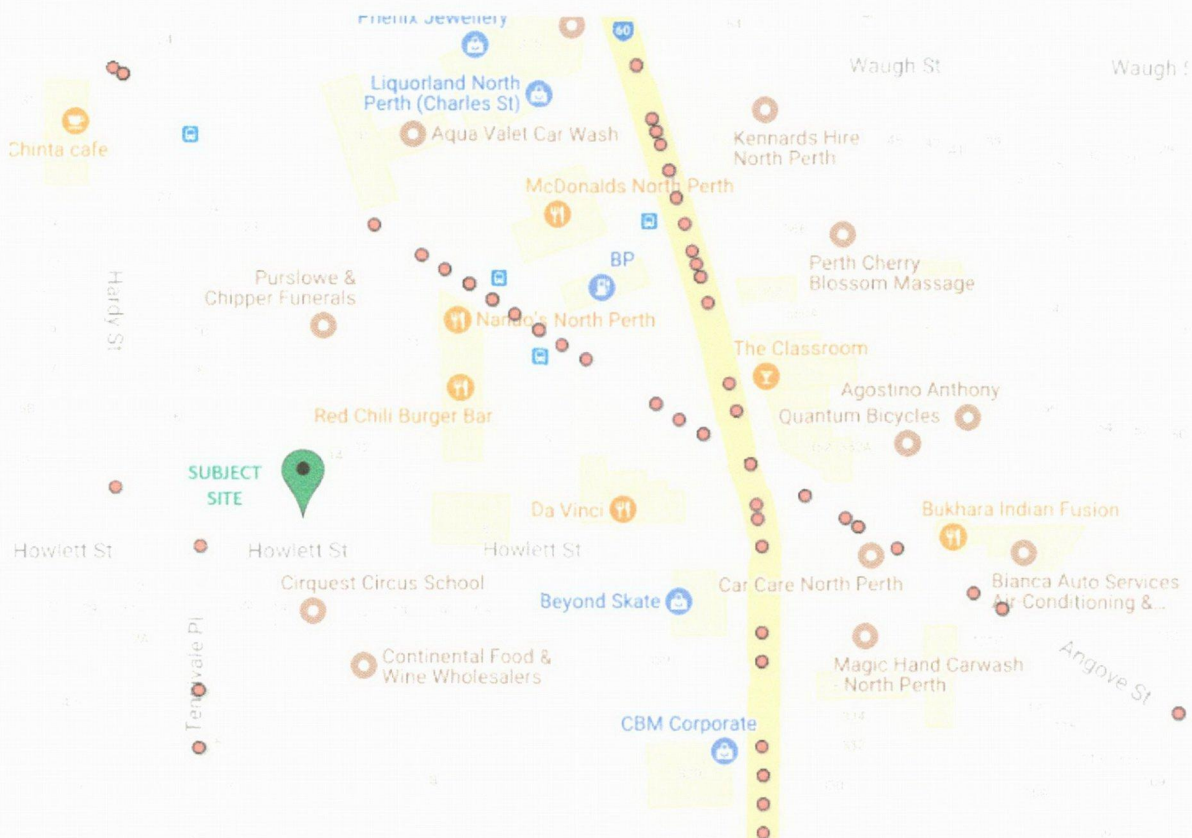 Phenix Jewellery
60
Waugh St
Liquorland North
Perth (Charles St)
Aqua Valet Car Wash
Kennards Hire
North Perth
Chinta cafe
McDonalds North Perth
BP
Perth Cherry
Blossom Massage
Purslowe &
Chipper Funerals
Hardy St
Nando's North Perth
The Classroom
Agostino Anthony
Quantum Bicycles
Red Chili Burger Bar
SUBJECT
SITE
Da Vinci
Bukhara Indian Fusion
Howlett St
Howlett St
Howlett St
Cirquest Circus School
Beyond Skate
Car Care North Perth
Bianca Auto Services
Air Conditioning &...
Continental Food &
Wine Wholesalers
Magic Hand Carwash
- North Perth
Angove St
CBM Corporate